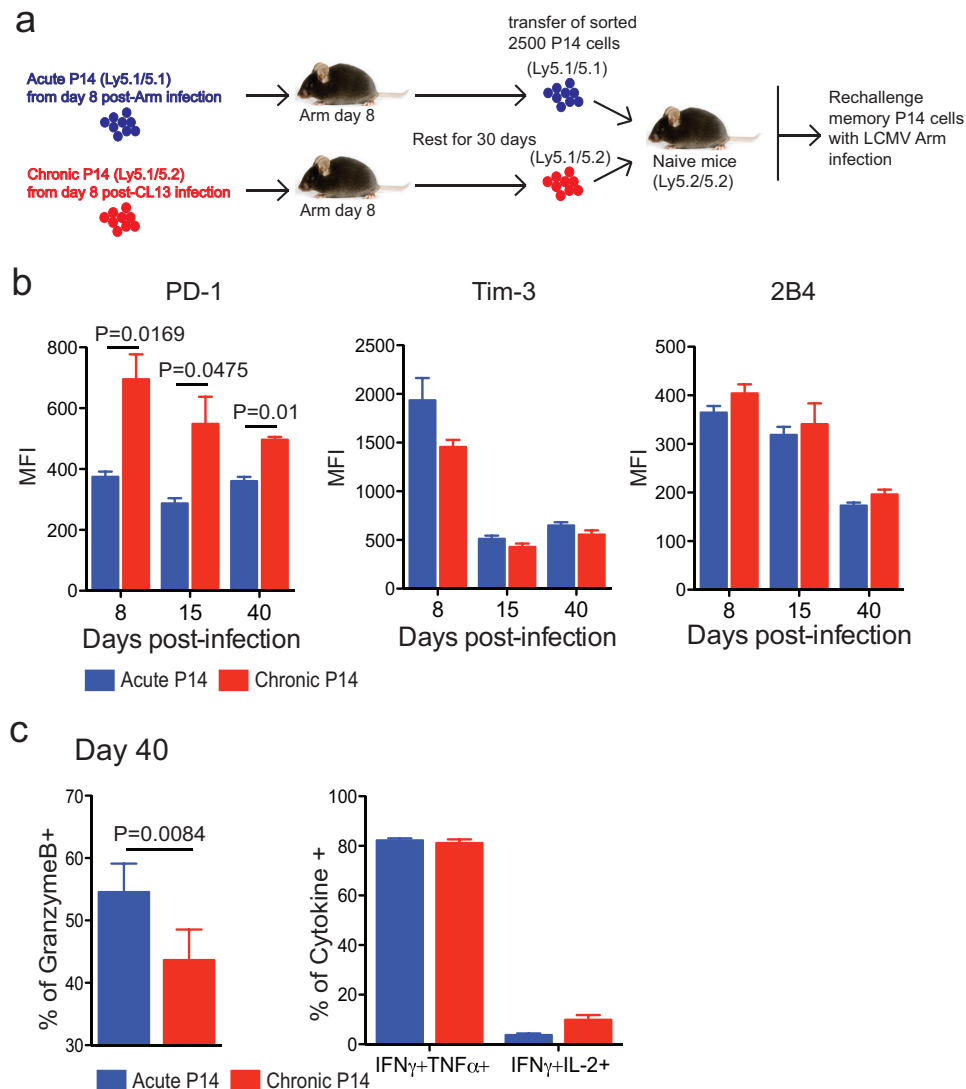 a
transfer of sorted
2500 P14 cells
Acute P14 (Ly5.1/5.1)
from day 8 post-Arm infection
Arm day 8
(Ly5.1/5.1)
Rest for 30 days
Chronic P14 (Ly5.1/5.2)
from day 8 post-CL13 infection
Arm day 8
(Ly5.1/5.2)
Naive mice
(Ly5.2/5.2)
Rechallenge
memory P14 cells
with LCMV Arm
infection
b
PD-1
P=0.0169
P=0.0475
P=0.01
MFI
800
600
400
200
0
8 15 40
Days post-infection
Tim-3
MFI
2500
2000
1500
1000
500
0
8 15 40
Days post-infection
2B4
MFI
500
400
300
200
100
0
8 15 40
Days post-infection
Acute P14 Chronic P14
c
Day 40
% of GranzymeB+
70
60
50
40
30
P=0.0084
% of Cytokine +
100
80
60
40
20
0
IFNγ+TNFα+ IFNγ+IL-2+
Acute P14 Chronic P14